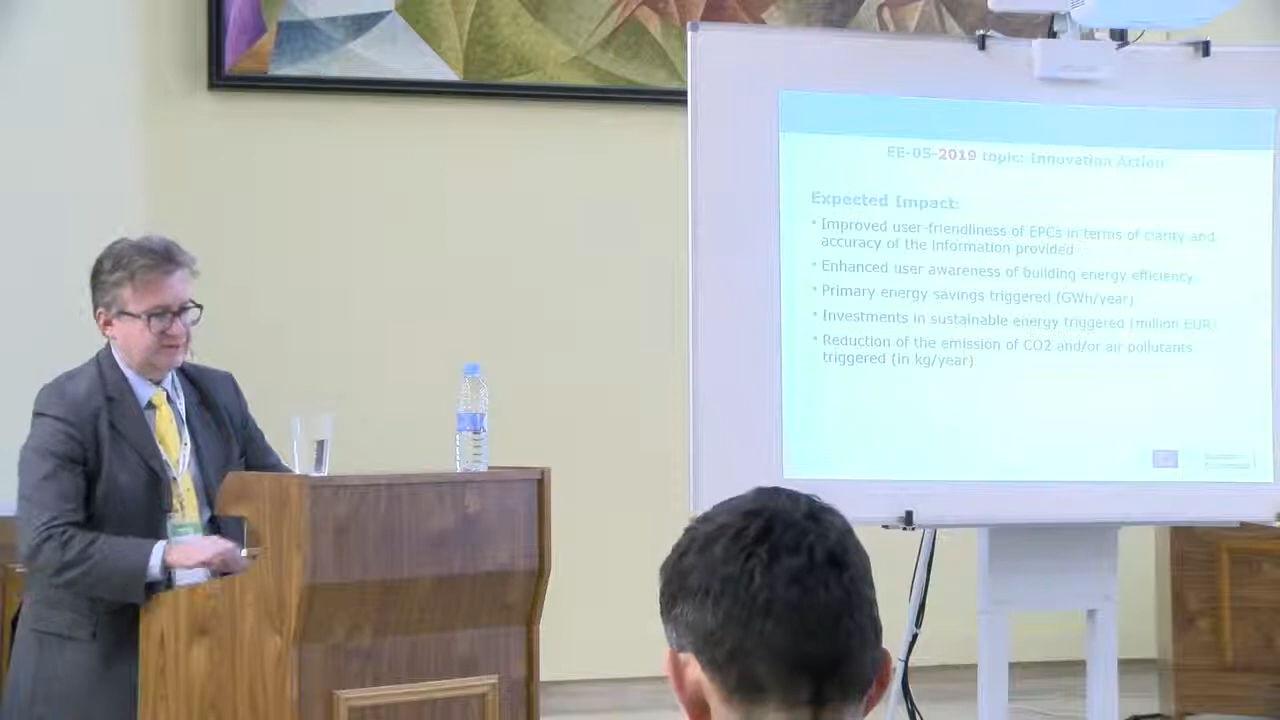 EE-05-2019 topic: Innovation Action
Expected Impact:
• Improved user-friendliness of EPCs in terms of clarity and
accuracy of the information provided
• Enhanced user awareness of building energy efficiency
• Primary energy savings triggered (GWh/year)
• Investments in sustainable energy triggered (million EUR)
• Reduction of the emission of CO2 and/or air pollutants
triggered (in kg/year)